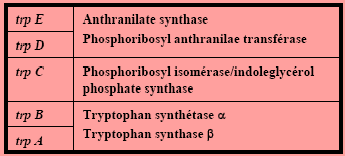 trp E Anthranilate synthase
trp D Phosphoribosyl anthranilae transférase
trp C Phosphoribosyl isomérase/indoleglycérol
phosphate synthase
trp B Tryptophan synthétase α
trp A Tryptophan synthase β